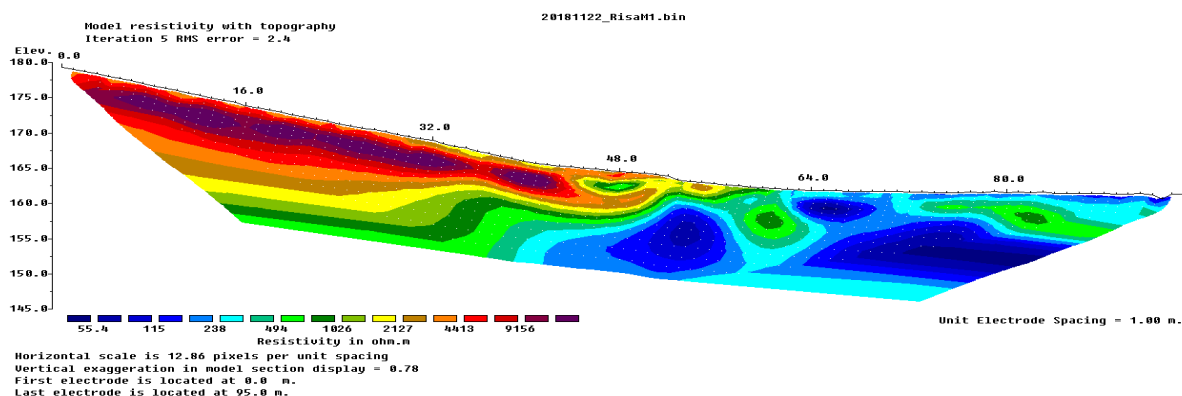 20181122_RisaM1.bin
Model resistivity with topography
Iteration 5 RMS error = 2.4
Elev.
0.0
180.0
175.0
170.0
165.0
160.0
155.0
150.0
145.0
16.0
32.0
48.0
64.0
80.0
55.4 115 238 494 1026 2127 4413 9156
Resistivity in ohm.m
Unit Electrode Spacing = 1.00 m.
Horizontal scale is 12.86 pixels per unit spacing
Vertical exaggeration in model section display = 0.78
First electrode is located at 0.0 m.
Last electrode is located at 95.0 m.